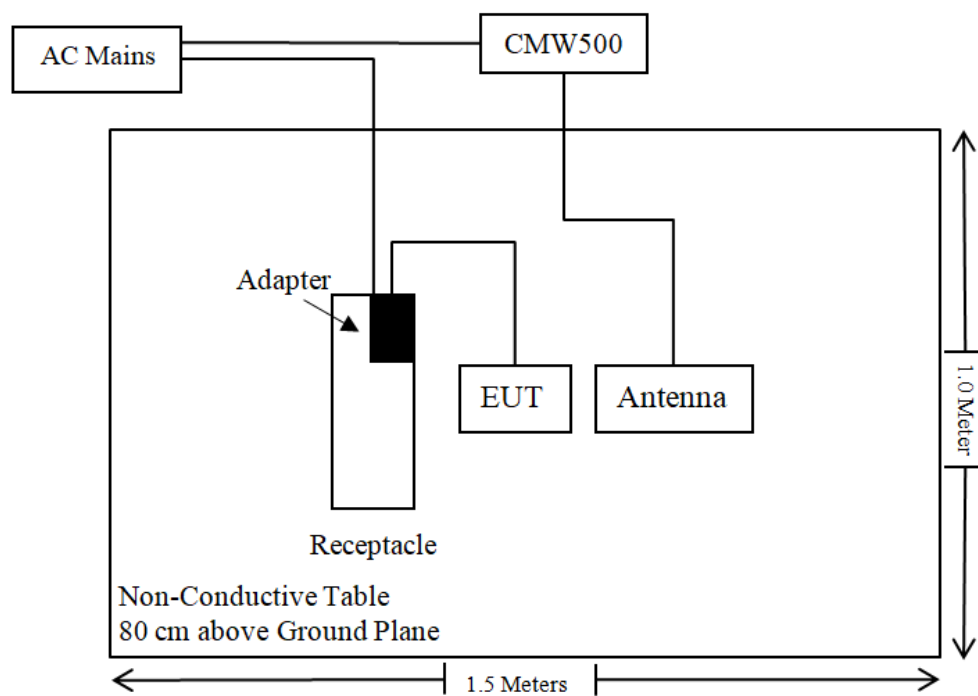 AC Mains
CMW500
Adapter
EUT
Antenna
1.0 Meter
Receptacle
Non-Conductive Table
80 cm above Ground Plane
1.5 Meters